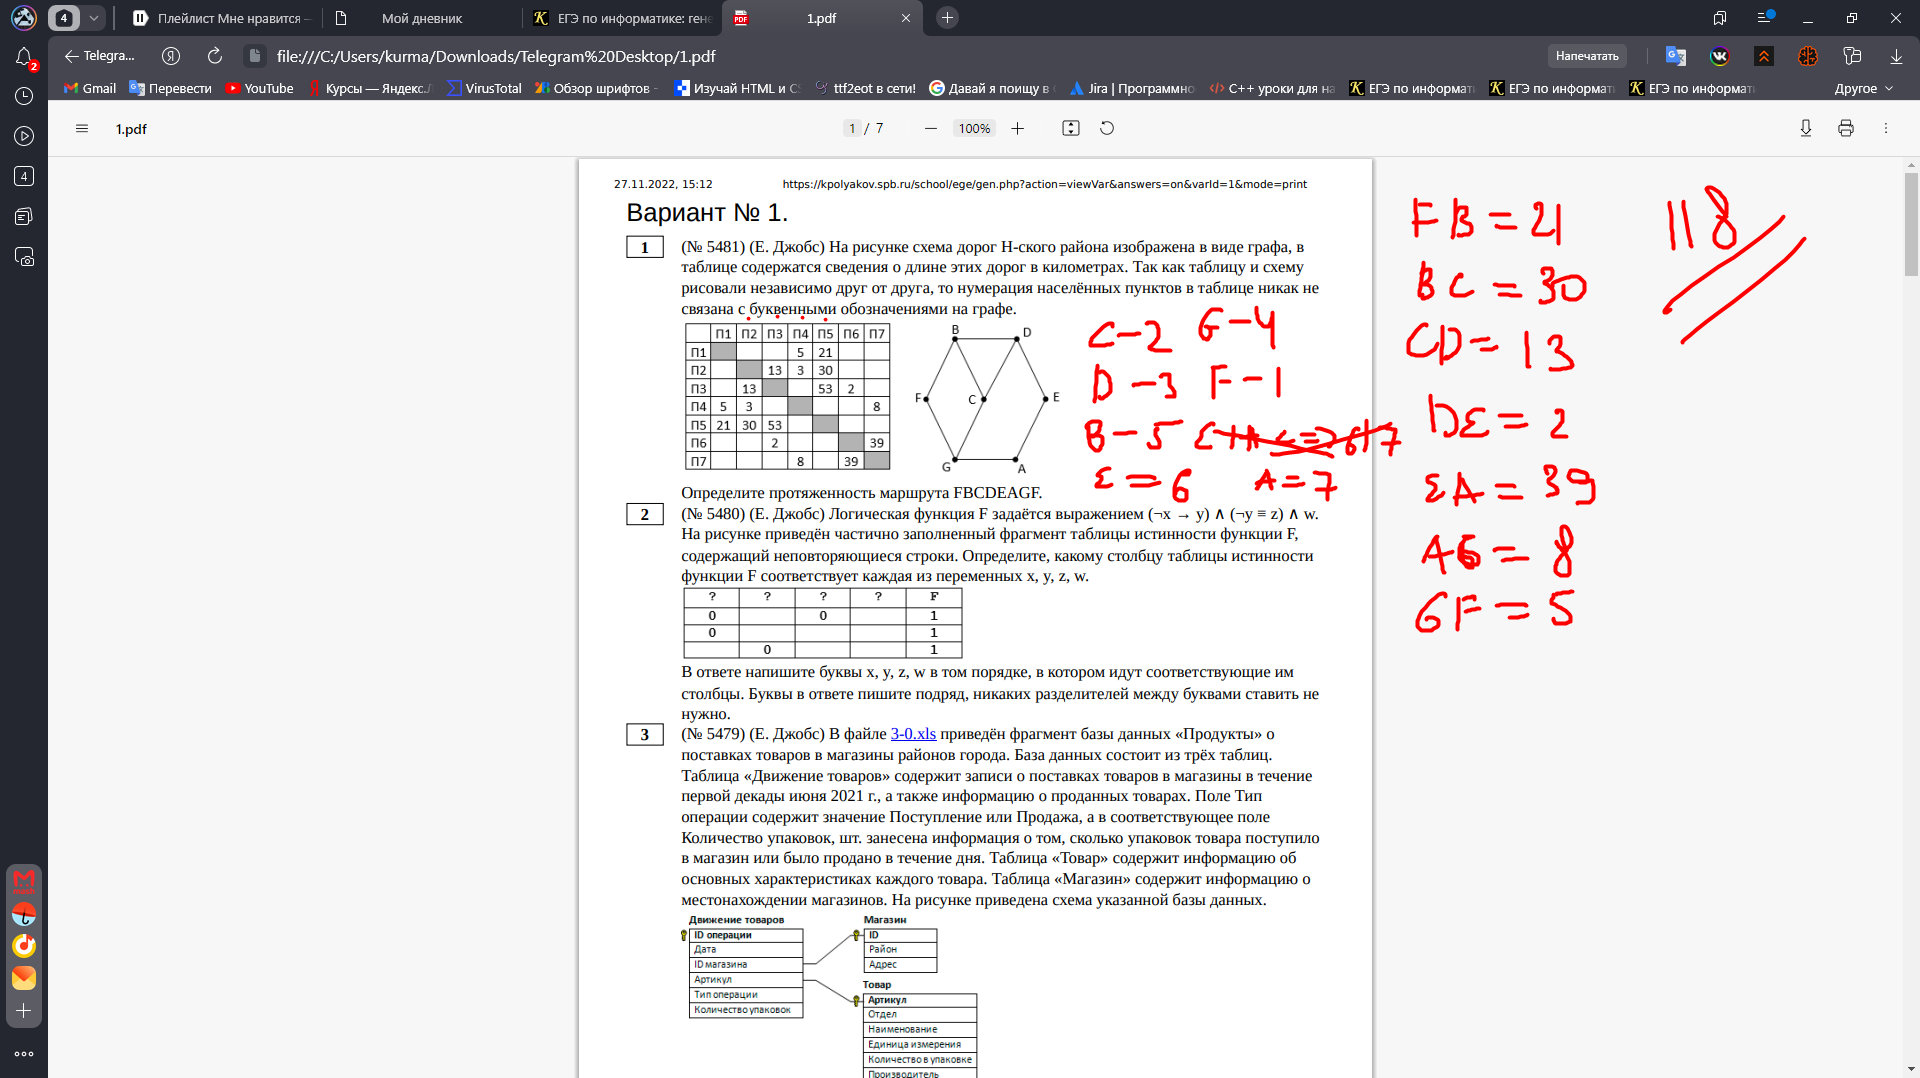 4
Плейлист Мне нравится
Мой дневник
ЕГЭ по информатике: ген
1.pdf
2
Telegra...
file:///C:/Users/kurma/Downloads/Telegram%20Desktop/1.pdf
Напечатать
Gmail Перевести YouTube Курсы — Яндекс. VirusTotal Обзор шрифтов - Изучай HTML и C ttf2eot в сети! Давай я поищу в Jira | Программно C++ уроки для на ЕГЭ по информат ЕГЭ по информат ЕГЭ по информат Другое
4
1.pdf
1 / 7
100%
27.11.2022, 15:12
https://kpolyakov.spb.ru/school/ege/gen.php?action=viewVar&answers=on&varId=1&mode=print
Вариант № 1.
1
(№ 5481) (Е. Джобс) На рисунке схема дорог Н-ского района изображена в виде графа, в
таблице содержатся сведения о длине этих дорог в километрах. Так как таблицу и схему
рисовали независимо друг от друга, то нумерация населённых пунктов в таблице никак не
связана с буквенными обозначениями на графе.
П1 П2 П3 П4 П5 П6 П7
П1 5 21
П2 13 3 30
П3 13 53 2
П4 5 3 8
П5 21 30 53
П6 2 39
П7 8 39
B D
F C E
G A
C - 2 G - 4
D - 3 F - 1
B - 5
E = 6 A = 7
FB = 21
BC = 30
CD = 13
DE = 2
EA = 39
AG = 8
GF = 5
118
Определите протяженность маршрута FBCDEAGF.
2
(№ 5480) (Е. Джобс) Логическая функция F задаётся выражением (¬x → y) ∧ (¬y ≡ z) ∧ w.
На рисунке приведён частично заполненный фрагмент таблицы истинности функции F,
содержащий неповторяющиеся строки. Определите, какому столбцу таблицы истинности
функции F соответствует каждая из переменных x, y, z, w.
? ? ? ? F
0 0 1
0 1
0 1
В ответе напишите буквы x, y, z, w в том порядке, в котором идут соответствующие им
столбцы. Буквы в ответе пишите подряд, никаких разделителей между буквами ставить не
нужно.
3
(№ 5479) (Е. Джобс) В файле 3-0.xls приведён фрагмент базы данных «Продукты» о
поставках товаров в магазины районов города. База данных состоит из трёх таблиц.
Таблица «Движение товаров» содержит записи о поставках товаров в магазины в течение
первой декады июня 2021 г., а также информацию о проданных товарах. Поле Тип
операции содержит значение Поступление или Продажа, а в соответствующее поле
Количество упаковок, шт. занесена информация о том, сколько упаковок товара поступило
в магазин или было продано в течение дня. Таблица «Товар» содержит информацию об
основных характеристиках каждого товара. Таблица «Магазин» содержит информацию о
местонахождении магазинов. На рисунке приведена схема указанной базы данных.
Движение товаров
ID операции
Дата
ID магазина
Артикул
Тип операции
Количество упаковок
Магазин
ID
Район
Адрес
Товар
Артикул
Отдел
Наименование
Единица измерения
Количество в упаковке
Производитель